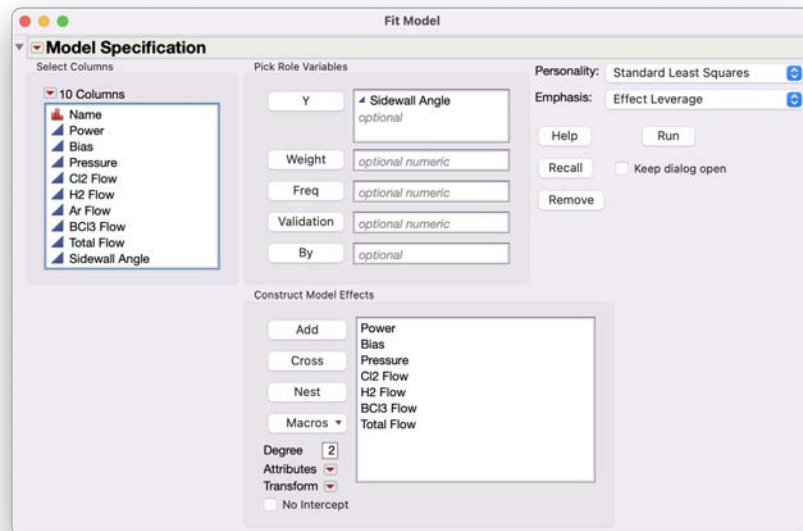 Fit Model
Model Specification
Select Columns
10 Columns
Name
Power
Bias
Pressure
Cl2 Flow
H2 Flow
Ar Flow
BCl3 Flow
Total Flow
Sidewall Angle
Pick Role Variables
Y
Sidewall Angle
optional
Weight
optional numeric
Freq
optional numeric
Validation
optional numeric
By
optional
Personality:
Standard Least Squares
Emphasis:
Effect Leverage
Help
Run
Recall
Keep dialog open
Remove
Construct Model Effects
Add
Cross
Nest
Macros
Degree 2
Attributes
Transform
No Intercept
Power
Bias
Pressure
Cl2 Flow
H2 Flow
BCl3 Flow
Total Flow